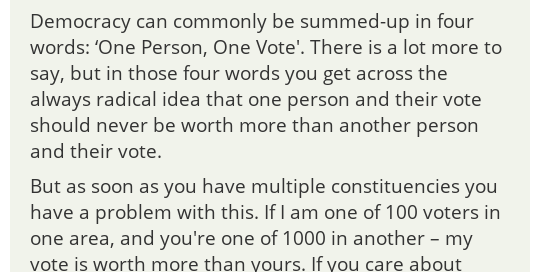 Democracy can commonly be summed-up in four
words: ‘One Person, One Vote'. There is a lot more to
say, but in those four words you get across the
always radical idea that one person and their vote
should never be worth more than another person
and their vote.
But as soon as you have multiple constituencies you
have a problem with this. If I am one of 100 voters in
one area, and you're one of 1000 in another – my
vote is worth more than yours. If you care about